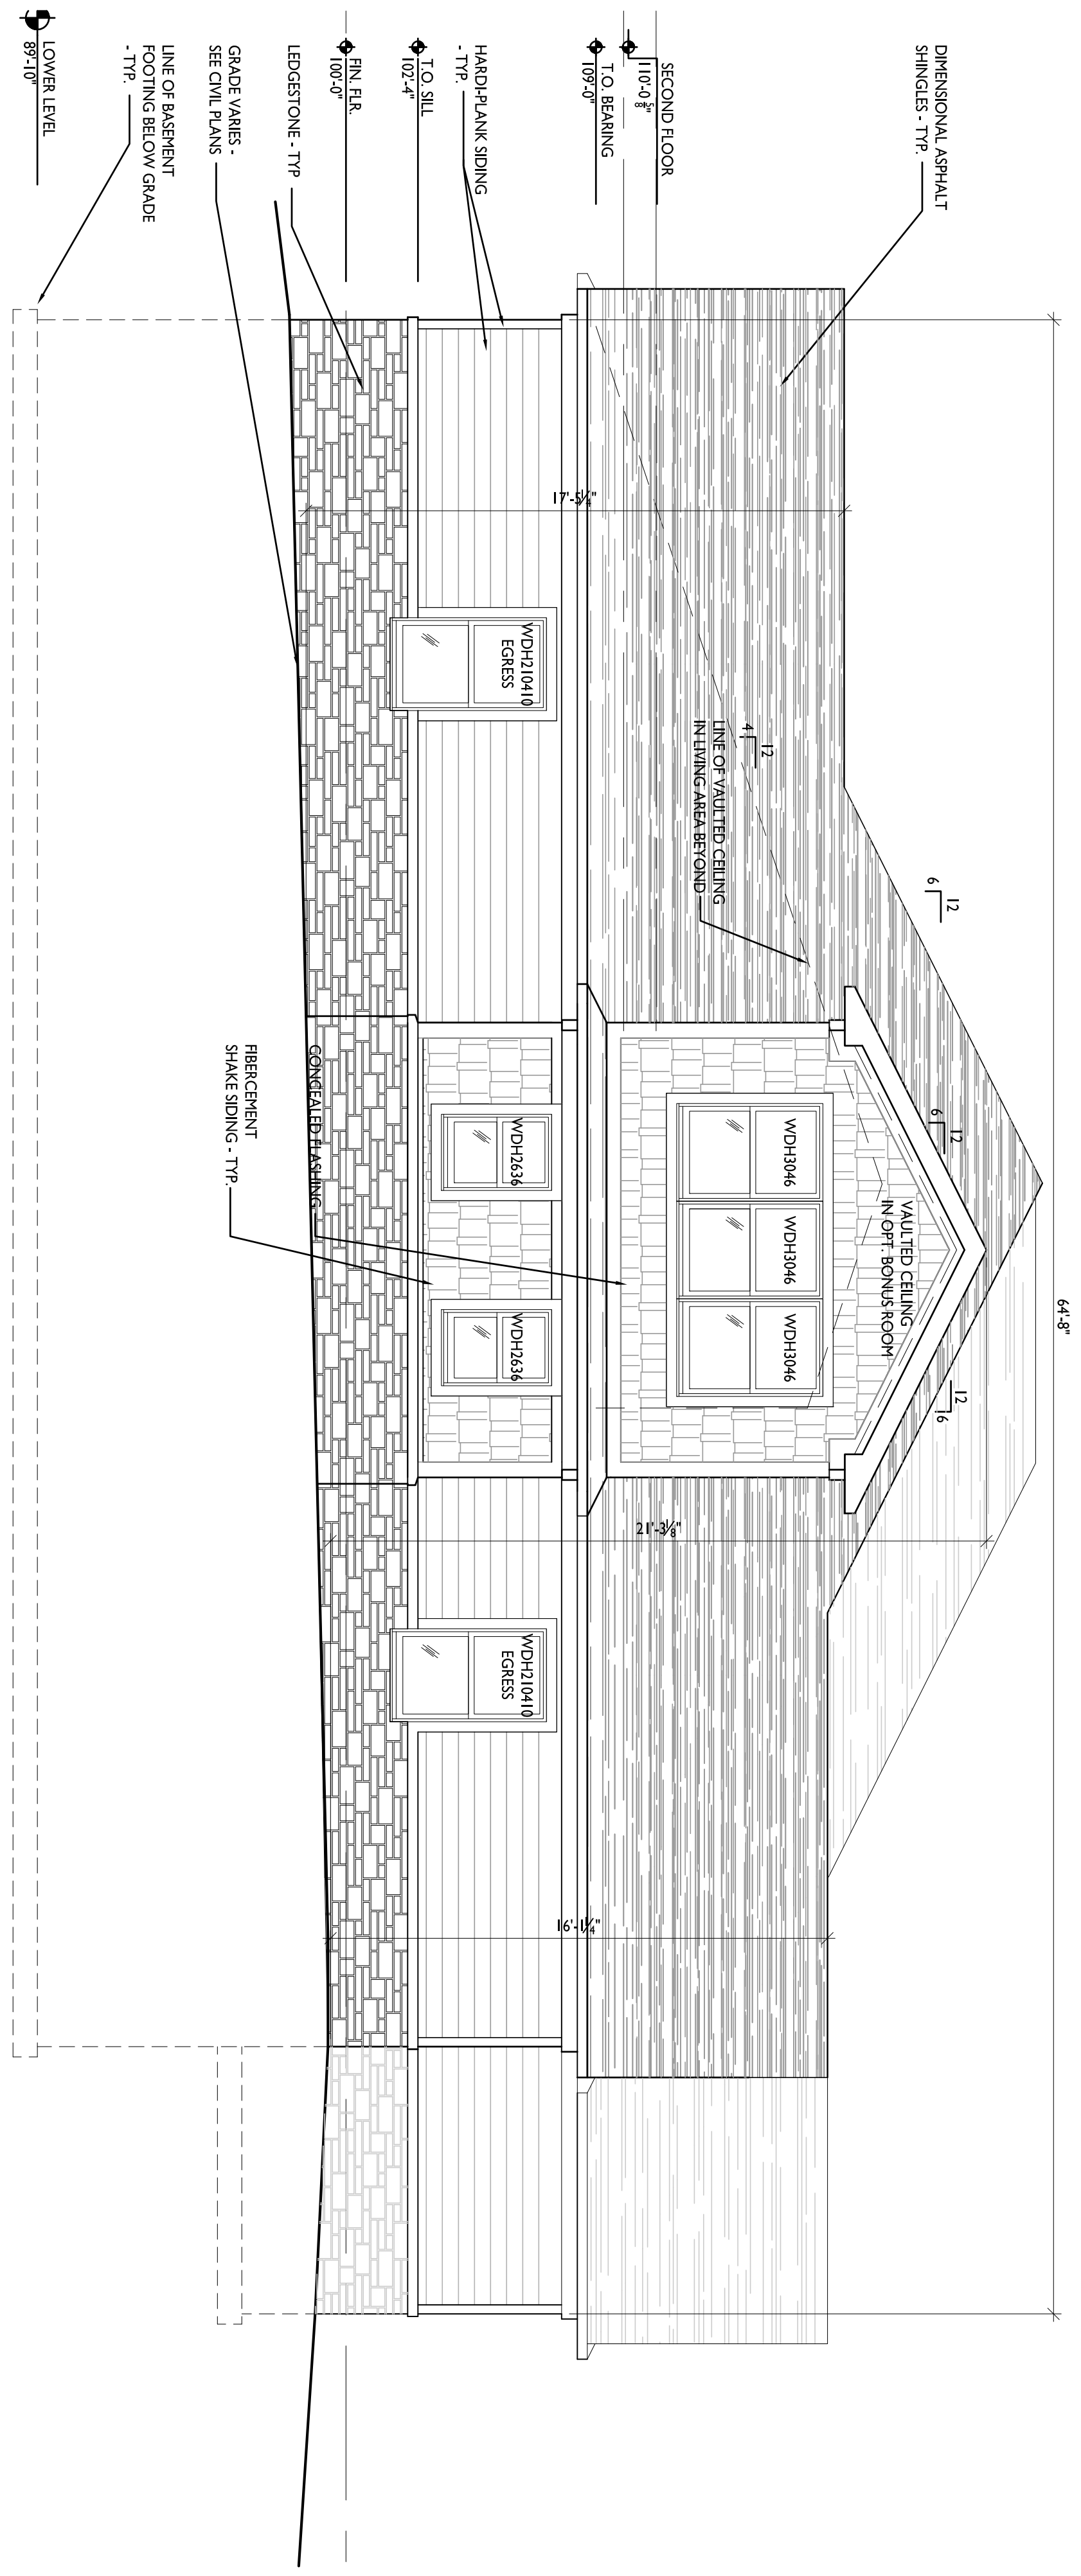 64'-8"
DIMENSIONAL ASPHALT
SHINGLES - TYP.
SECOND FLOOR
110'-0 5/8"
T.O. BEARING
109'-0"
HARDI-PLANK SIDING
- TYP.
T.O. SILL
102'-4"
FIN. FLR.
100'-0"
LEDGESTONE - TYP
GRADE VARIES -
SEE CIVIL PLANS
LINE OF BASEMENT
FOOTING BELOW GRADE
- TYP.
LOWER LEVEL
89'-10"
17'-5 1/4"
WDH210410
EGRESS
12
4
LINE OF VAULTED CEILING
IN LIVING AREA BEYOND
12
6
12
6
12
16
VAULTED CEILING
IN OPT. BONUS ROOM
WDH3046
WDH3046
WDH3046
WDH2636
WDH2636
CONCEALED FLASHING
FIBERCEMENT
SHAKE SIDING - TYP.
21'-3 1/8"
WDH210410
EGRESS
16'-1 1/4"